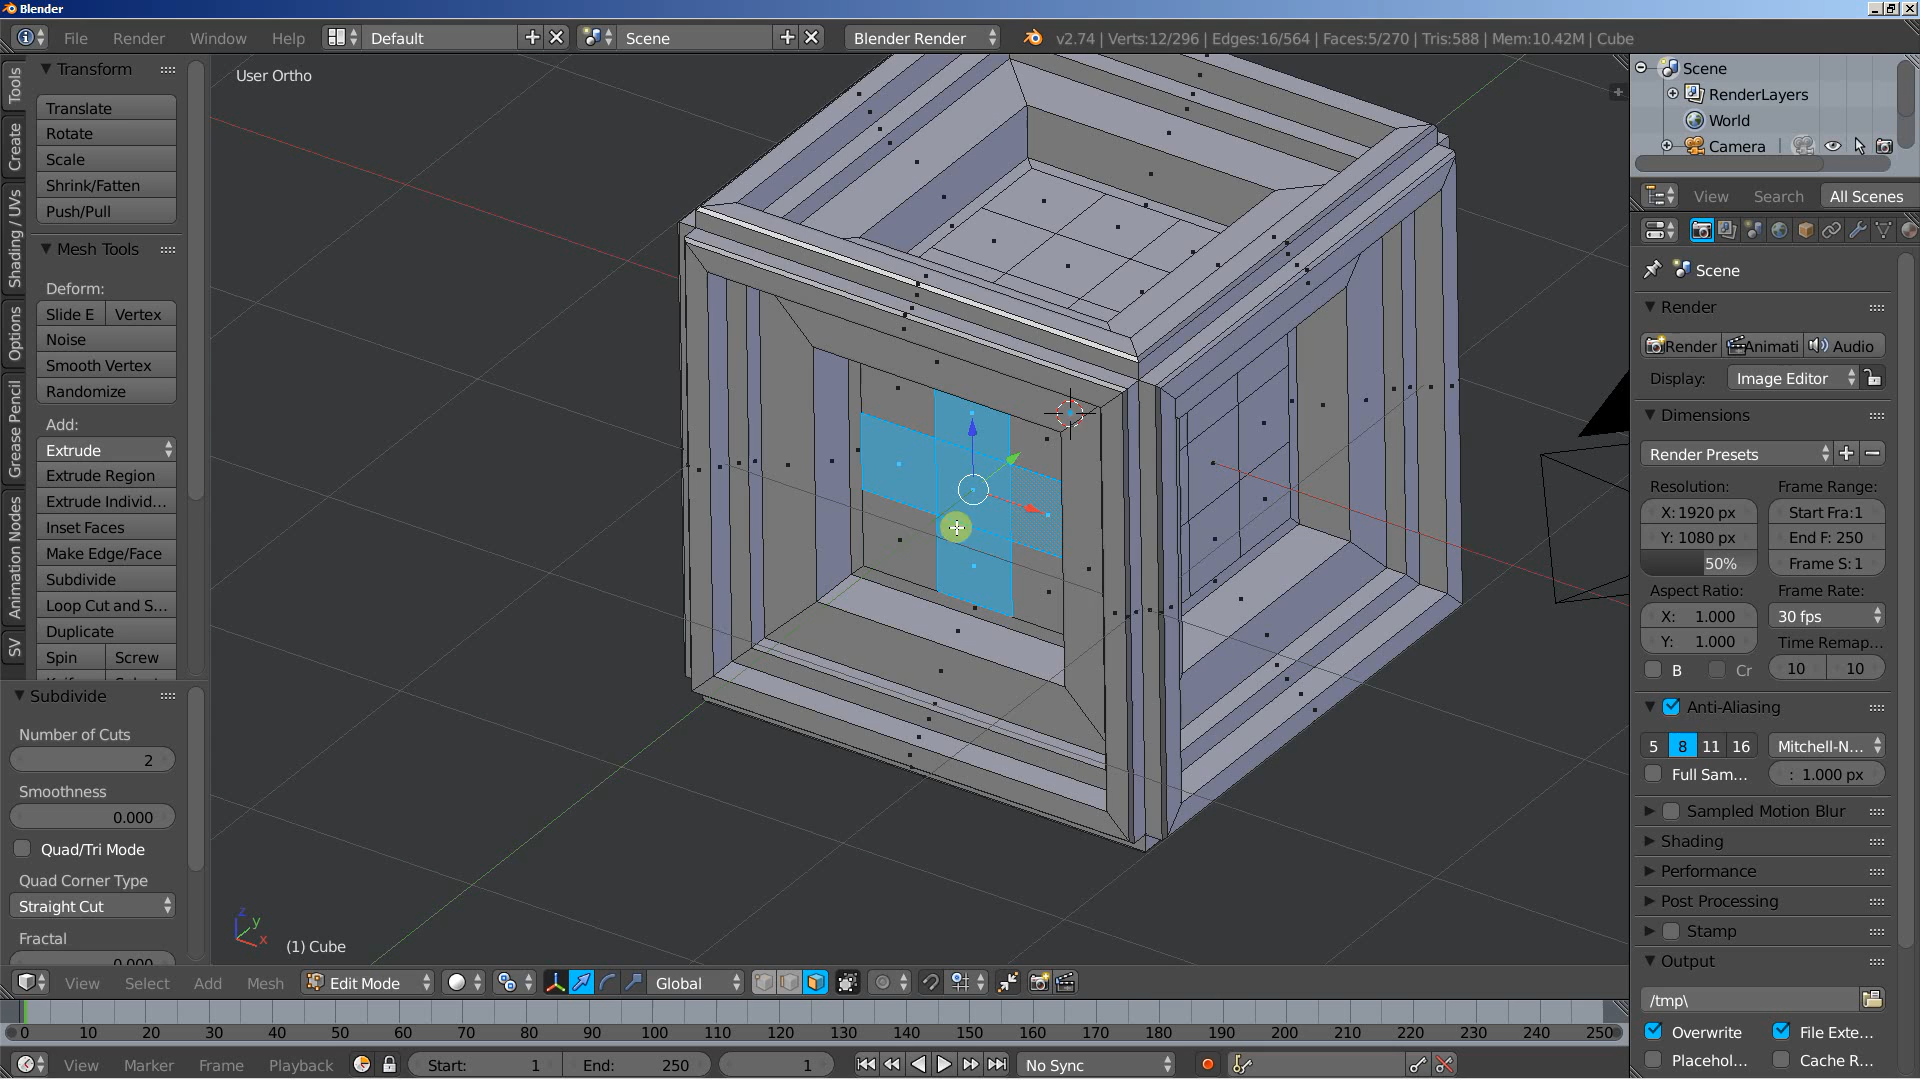 Blender
File Render Window Help Default Scene Blender Render v2.74 | Verts:12/296 | Edges:16/564 | Faces:5/270 | Tris:588 | Mem:10.42M | Cube
Tools
Create
Shading / UVs
Options
Grease Pencil
Animation Nodes
SV
Transform
Translate
Rotate
Scale
Shrink/Fatten
Push/Pull
Mesh Tools
Deform:
Slide E Vertex
Noise
Smooth Vertex
Randomize
Add:
Extrude
Extrude Region
Extrude Individ...
Inset Faces
Make Edge/Face
Subdivide
Loop Cut and S...
Duplicate
Spin Screw
Subdivide
Number of Cuts
2
Smoothness
0.000
Quad/Tri Mode
Quad Corner Type
Straight Cut
Fractal
0.000
User Ortho
z
y
x
(1) Cube
View Select Add Mesh Edit Mode Global
0 10 20 30 40 50 60 70 80 90 100 110 120 130 140 150 160 170 180 190 200 210 220 230 240 250
View Marker Frame Playback Start: 1 End: 250 1 No Sync
Scene
RenderLayers
World
Camera
View Search All Scenes
Scene
Render
Render Animati Audio
Display: Image Editor
Dimensions
Render Presets
Resolution: Frame Range:
X: 1920 px Start Fra:1
Y: 1080 px End F: 250
50% Frame S:1
Aspect Ratio: Frame Rate:
X: 1.000 30 fps
Y: 1.000 Time Remap...
B Cr 10 10
Anti-Aliasing
5 8 11 16 Mitchell-N...
Full Sam... : 1.000 px
Sampled Motion Blur
Shading
Performance
Post Processing
Stamp
Output
/tmp\
Overwrite File Exte...
Placehol... Cache R...